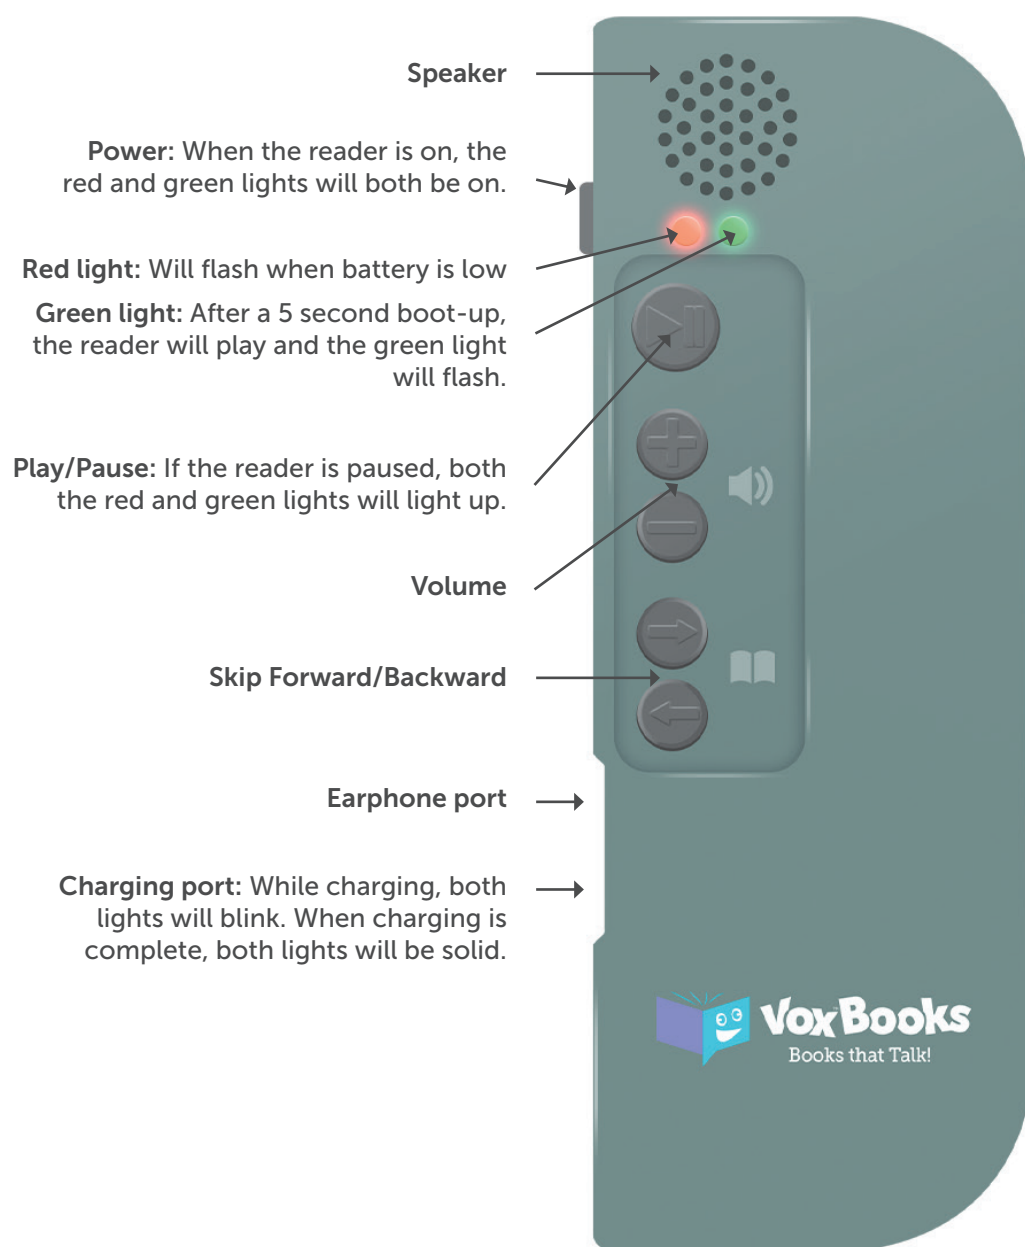 Speaker
Power: When the reader is on, the
red and green lights will both be on.
Red light: Will flash when battery is low
Green light: After a 5 second boot-up,
the reader will play and the green light
will flash.
Play/Pause: If the reader is paused, both
the red and green lights will light up.
Volume
Skip Forward/Backward
Earphone port
Charging port: While charging, both
lights will blink. When charging is
complete, both lights will be solid.
VoxBooks
Books that Talk!